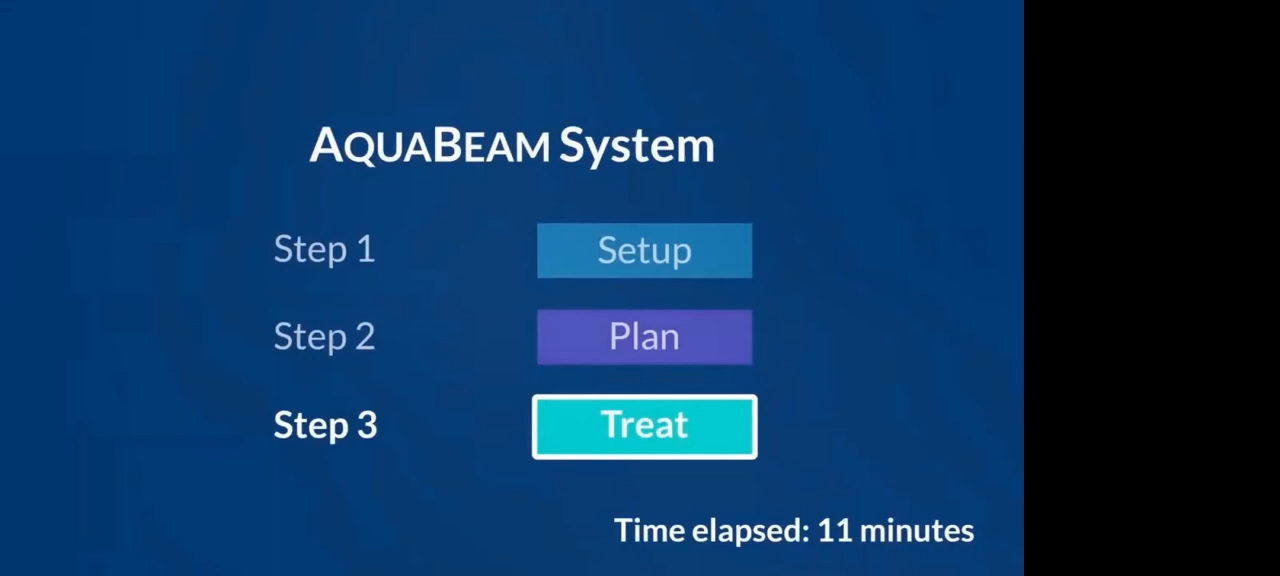 AQUABEAM System
Step 1 Setup
Step 2 Plan
Step 3 Treat
Time elapsed: 11 minutes